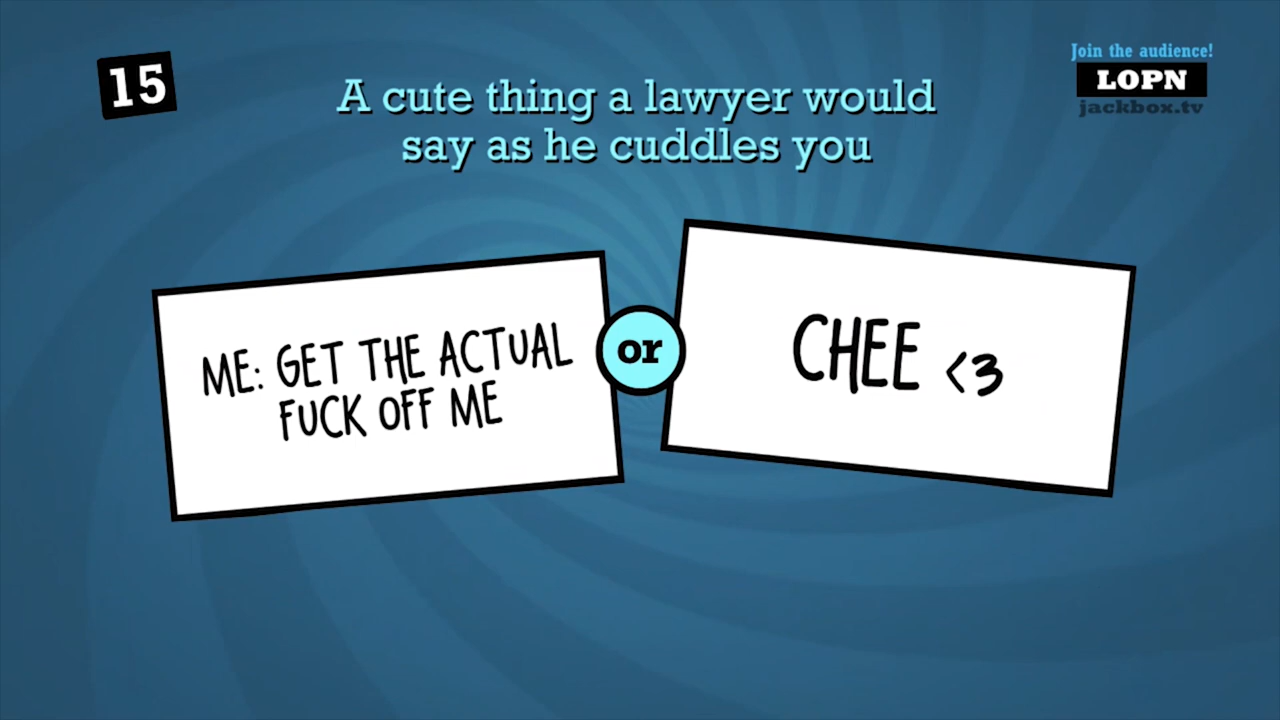 15
Join the audience!
LOPN
jackbox.tv
A cute thing a lawyer would
say as he cuddles you
ME: GET THE ACTUAL
FUCK OFF ME
or
CHEE <3